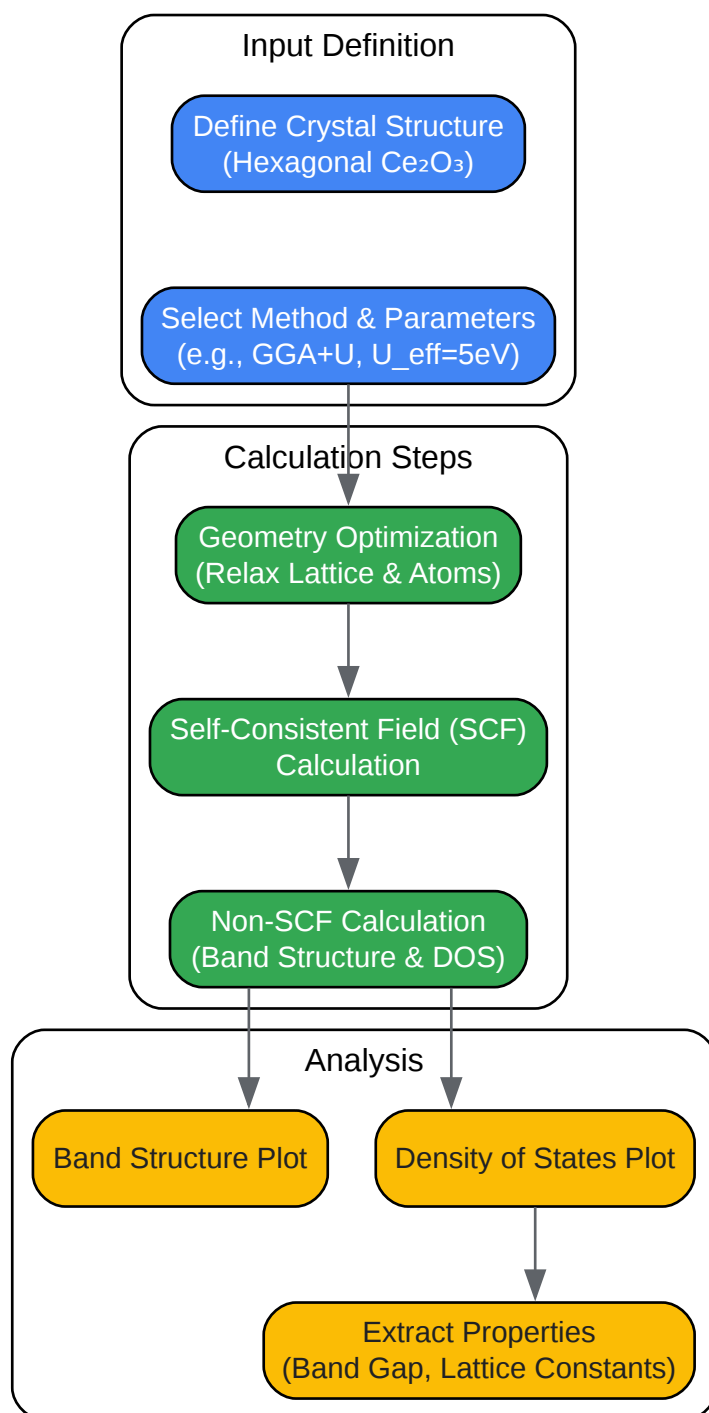 Input Definition
Define Crystal Structure
(Hexagonal Ce₂O₃)
Select Method & Parameters
(e.g., GGA+U, U_eff=5eV)
Calculation Steps
Geometry Optimization
(Relax Lattice & Atoms)
Self-Consistent Field (SCF)
Calculation
Non-SCF Calculation
(Band Structure & DOS)
Analysis
Band Structure Plot
Density of States Plot
Extract Properties
(Band Gap, Lattice Constants)